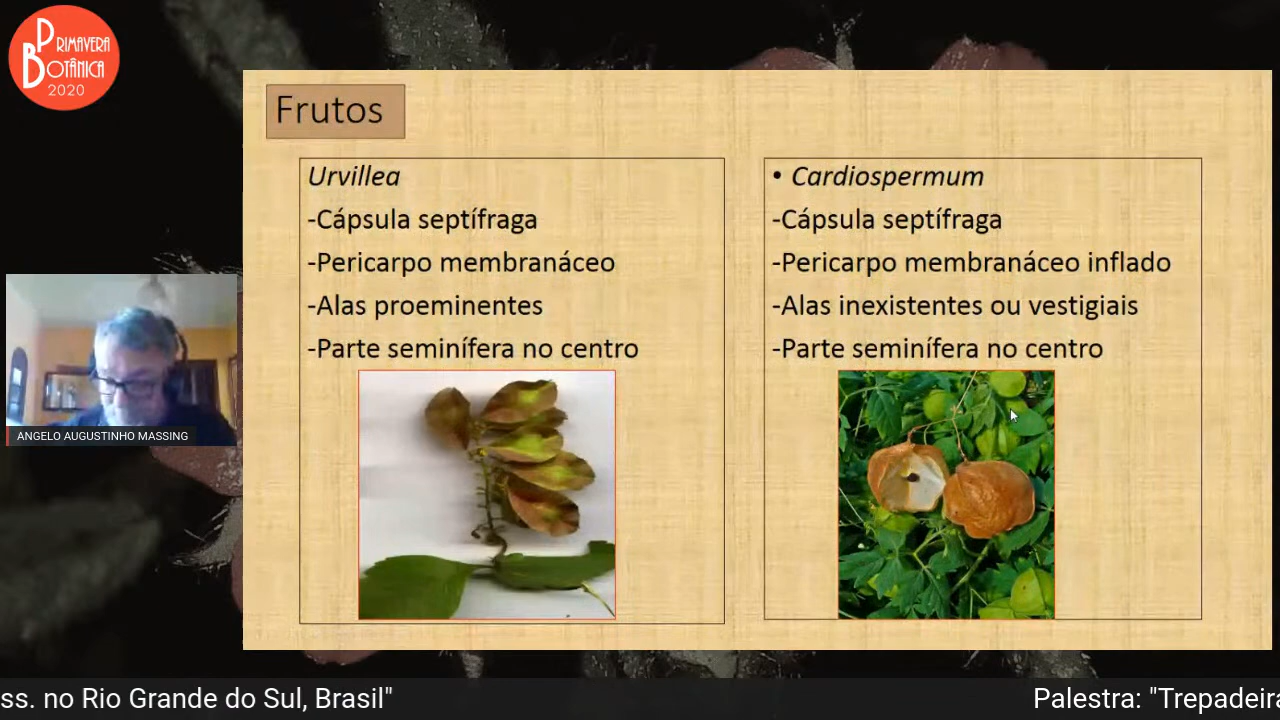 PRIMAVERA
BOTÂNICA
2020
Frutos
Urvillea
-Cápsula septífraga
-Pericarpo membranáceo
-Alas proeminentes
-Parte seminífera no centro
• Cardiospermum
-Cápsula septífraga
-Pericarpo membranáceo inflado
-Alas inexistentes ou vestigiais
-Parte seminífera no centro
ANGELO AUGUSTINHO MASSING
ss. no Rio Grande do Sul, Brasil"
Palestra: "Trepadeira